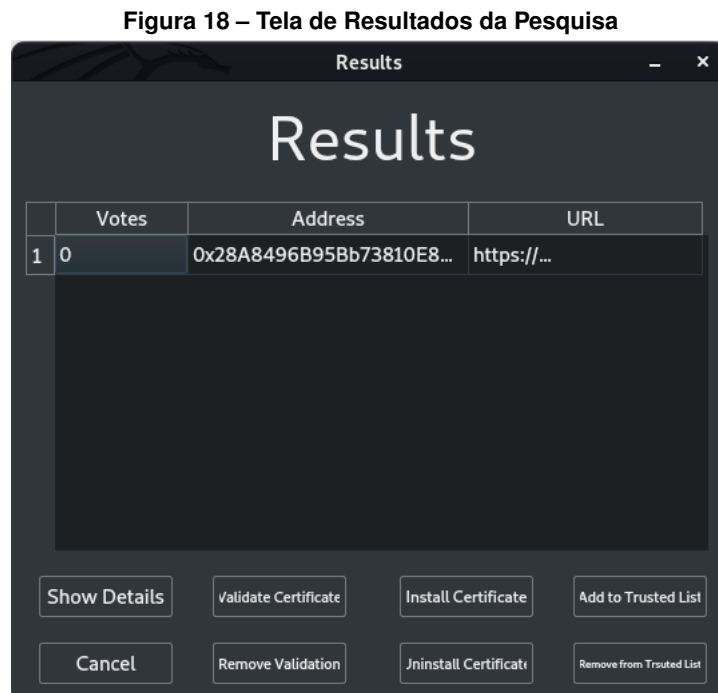 Figura 18 – Tela de Resultados da Pesquisa
Results
Results
Votes Address URL
1 0 0x28A8496B95Bb73810E8... https://...
Show Details Validate Certificate Install Certificate Add to Trusted List
Cancel Remove Validation Uninstall Certificate Remove from Trsuted List